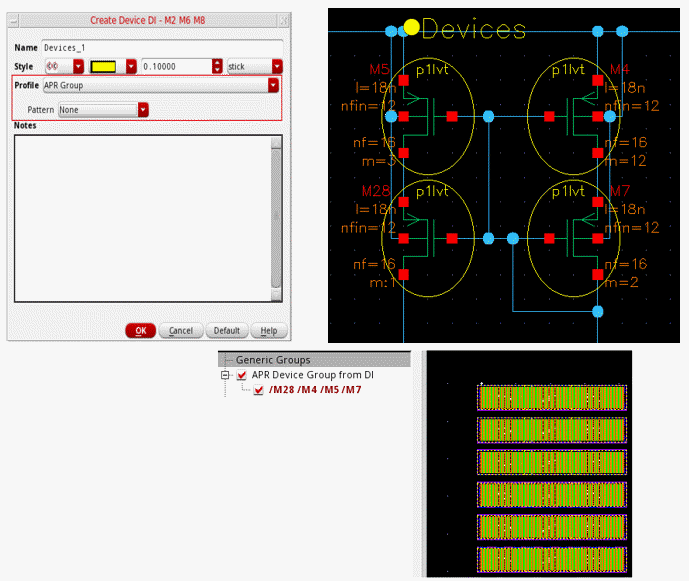 Create Device DI - M2 M6 M8
Name Devices_1
Style 0.10000 stick
Profile APR Group
Pattern None
Notes
OK Cancel Default Help
Devices
M5 p1lvt p1lvt M4
l=18n l=18n
nfin=12 nfin=12
nf=16 nf=16
m=3 m=12
M28 p1lvt p1lvt M7
l=18n l=18n
nfin=12 nfin=12
nf=16 nf=16
m:1 m=2
Generic Groups
APR Device Group from DI
/M28 /M4 /M5 /M7